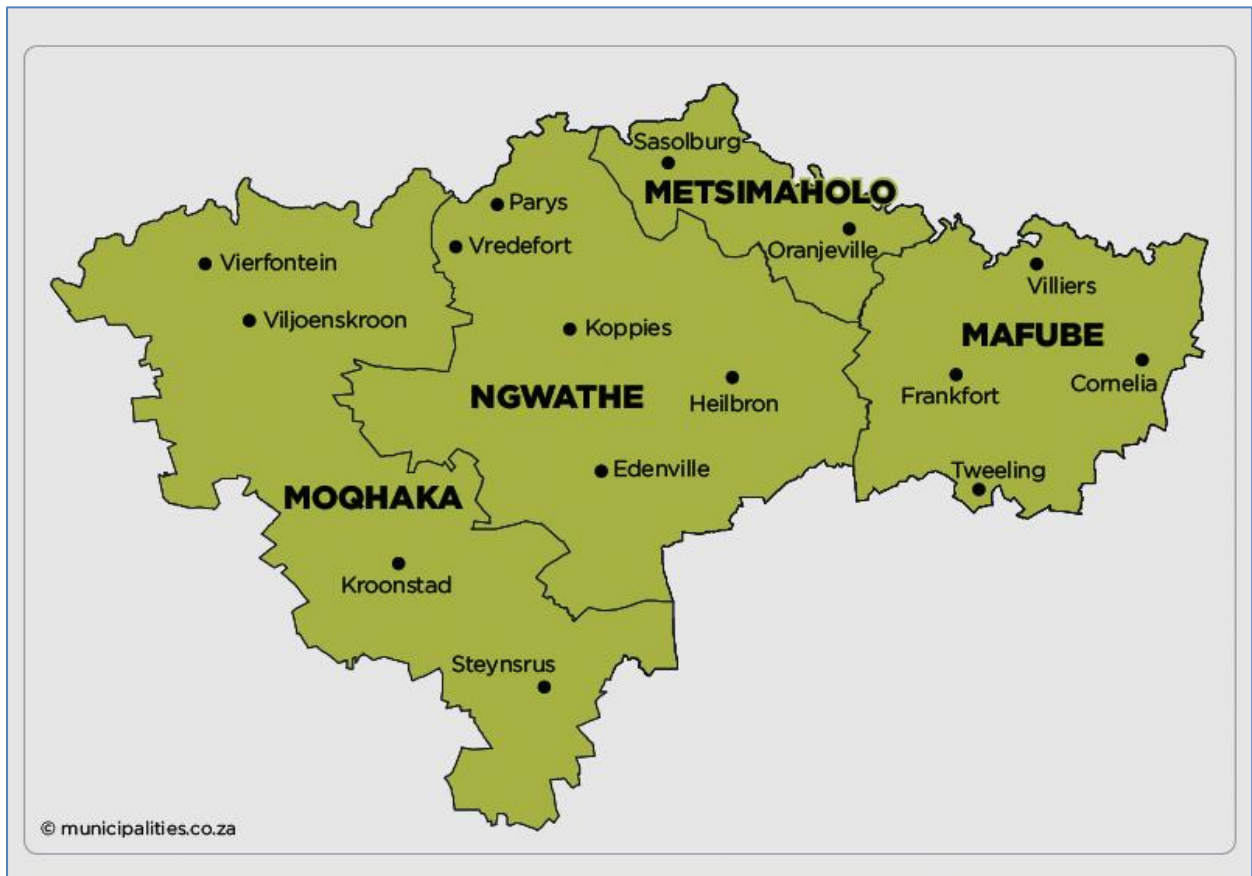 Sasolburg
METSIMAHOLO
Parys
Oranjeville
Vredefort
Vierfontein
Villiers
Viljoenskroon
Koppies
MAFUBE
Cornelia
NGWATHE
Heilbron
Frankfort
Edenville
Tweeling
MOQHAKA
Kroonstad
Steynsrus
© municipalities.co.za